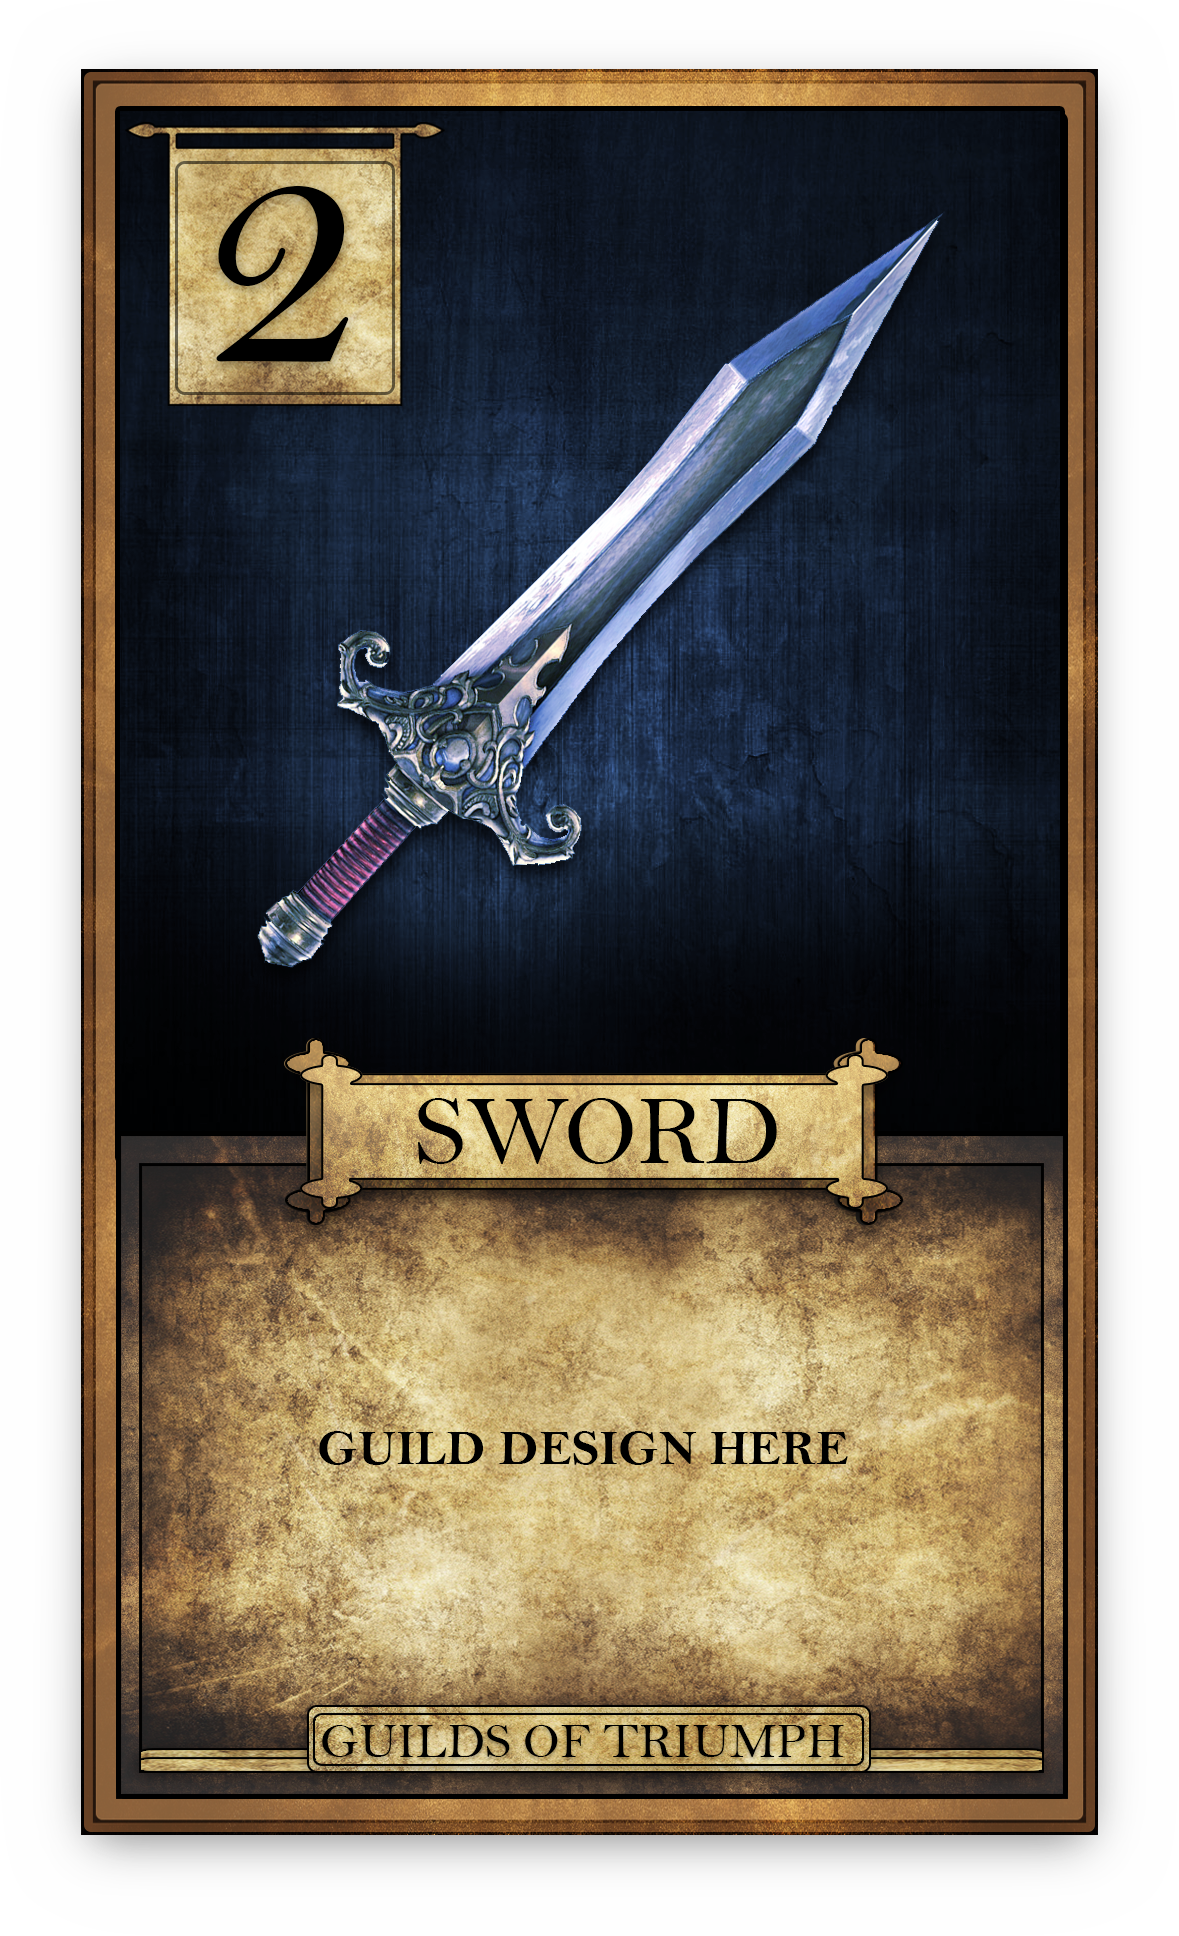 2
SWORD
GUILD DESIGN HERE
GUILDS OF TRIUMPH